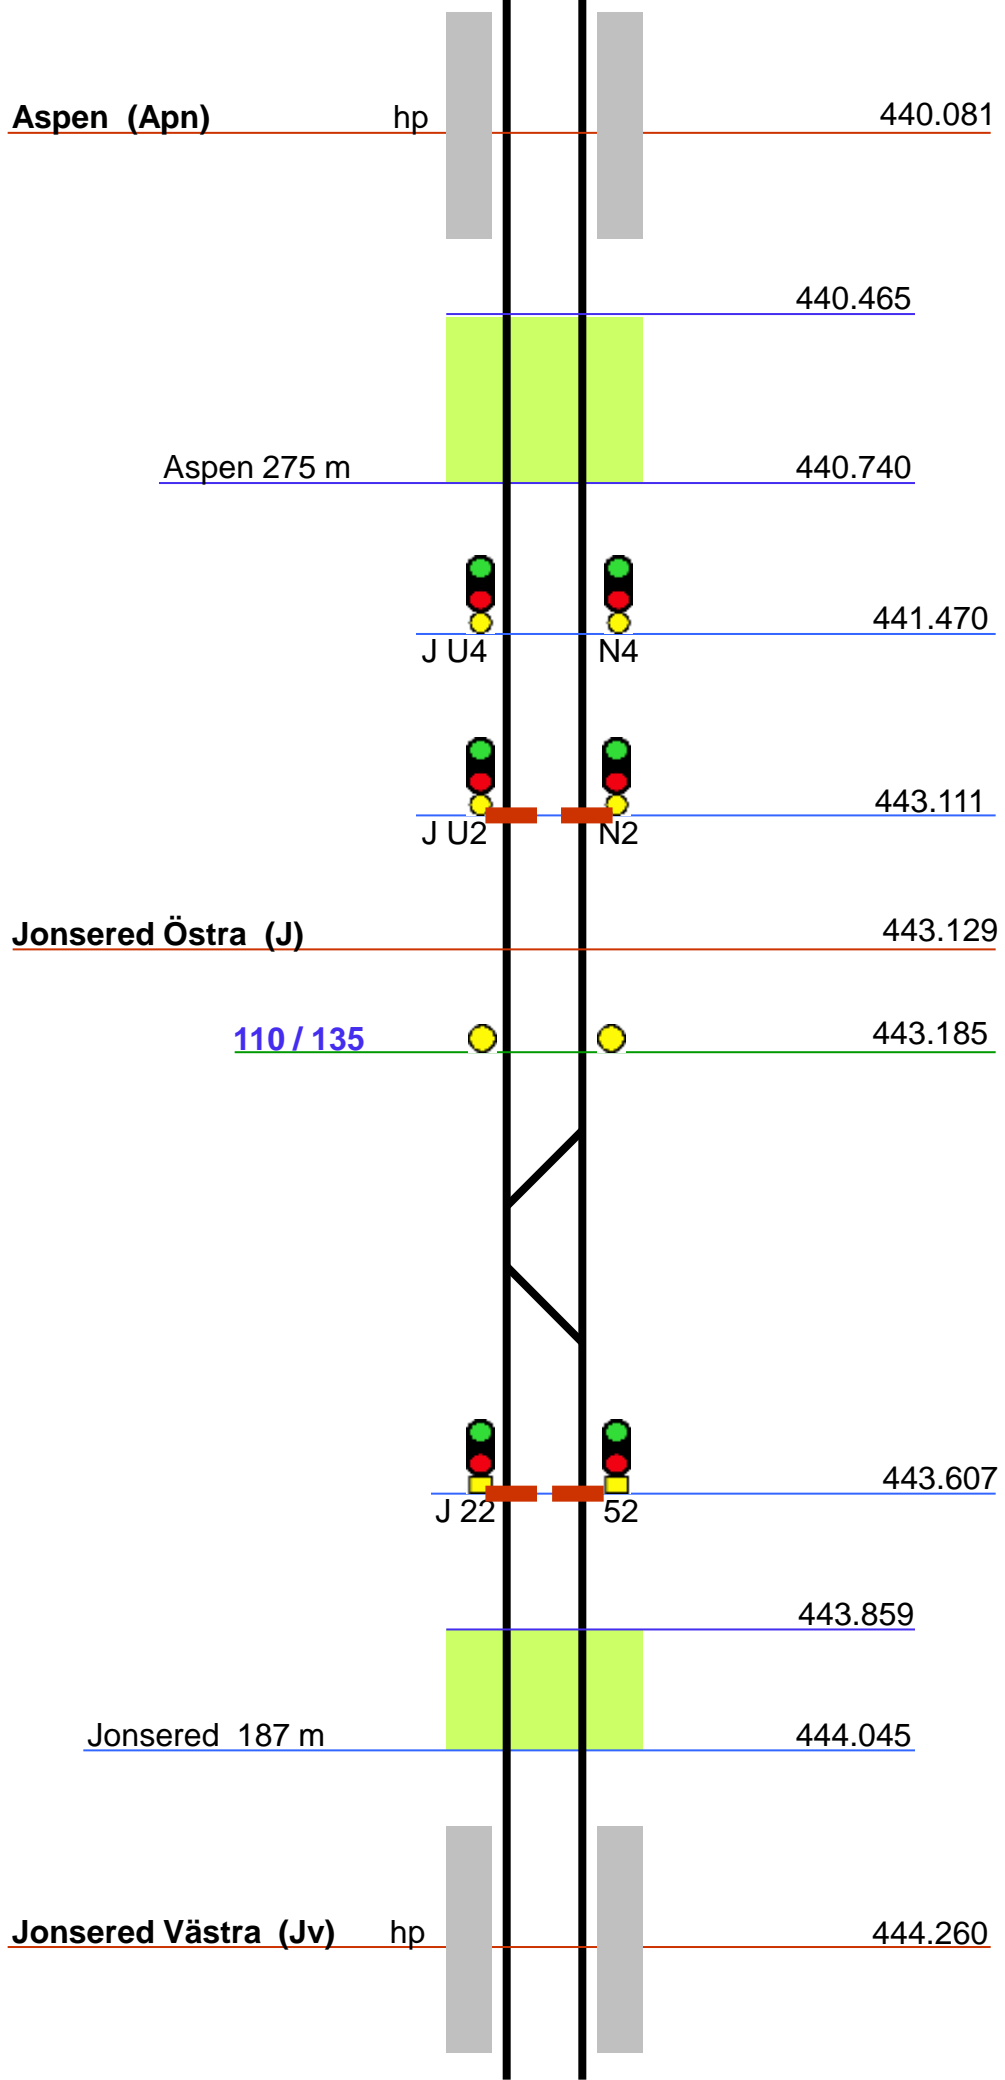 Aspen (Apn) hp 440.081
440.465
Aspen 275 m 440.740
441.470
J U4 N4
443.111
J U2 N2
Jonsered Östra (J) 443.129
110 / 135 443.185
443.607
J 22 52
443.859
Jonsered 187 m 444.045
Jonsered Västra (Jv) hp 444.260